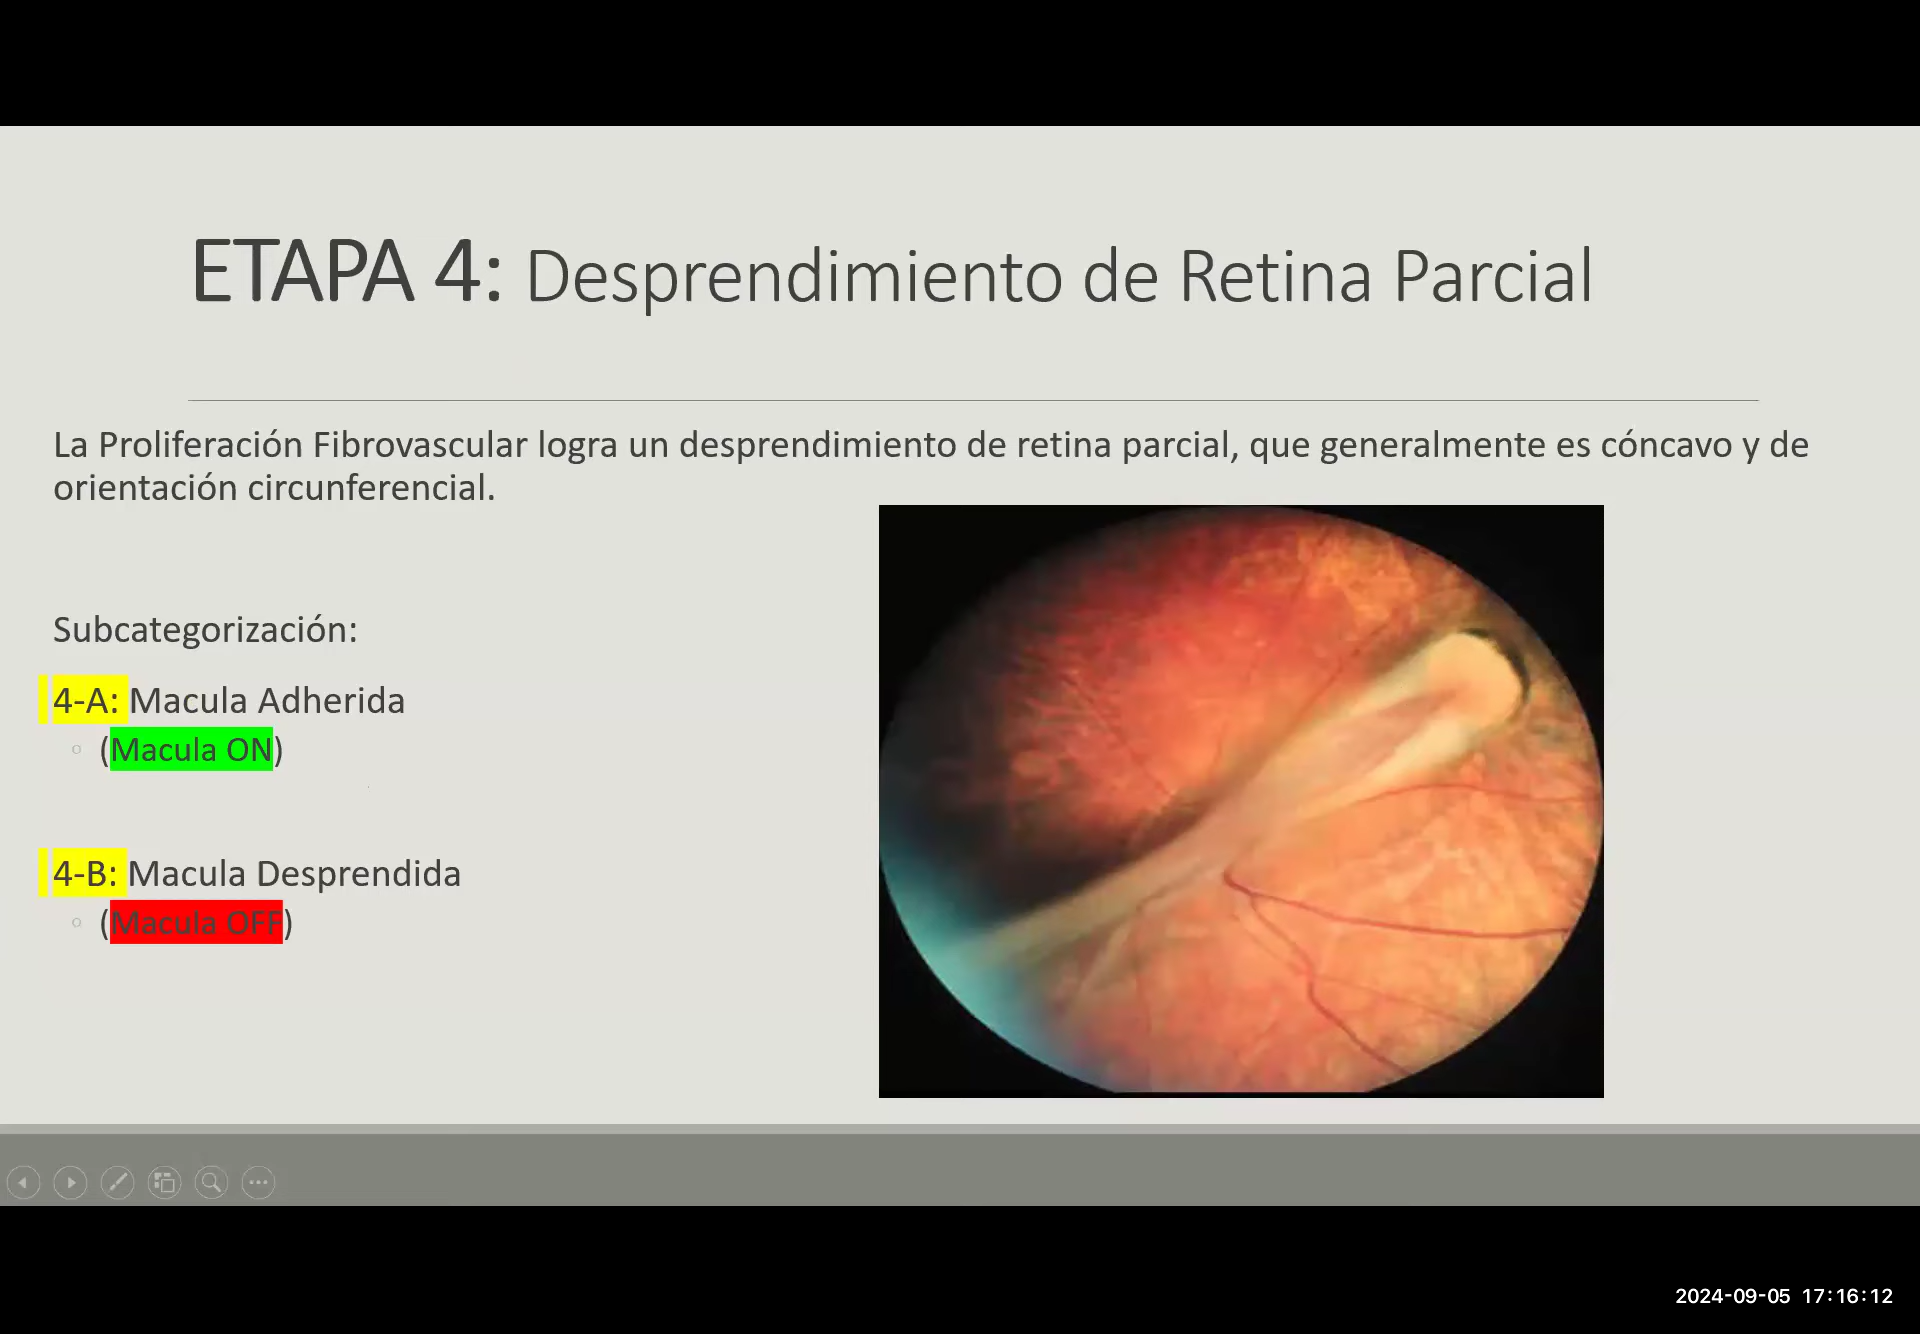 ETAPA 4: Desprendimiento de Retina Parcial
La Proliferación Fibrovascular logra un desprendimiento de retina parcial, que generalmente es cóncavo y de
orientación circunferencial.
Subcategorización:
4-A: Macula Adherida
(Macula ON)
4-B: Macula Desprendida
(Macula OFF)
2024-09-05 17:16:12